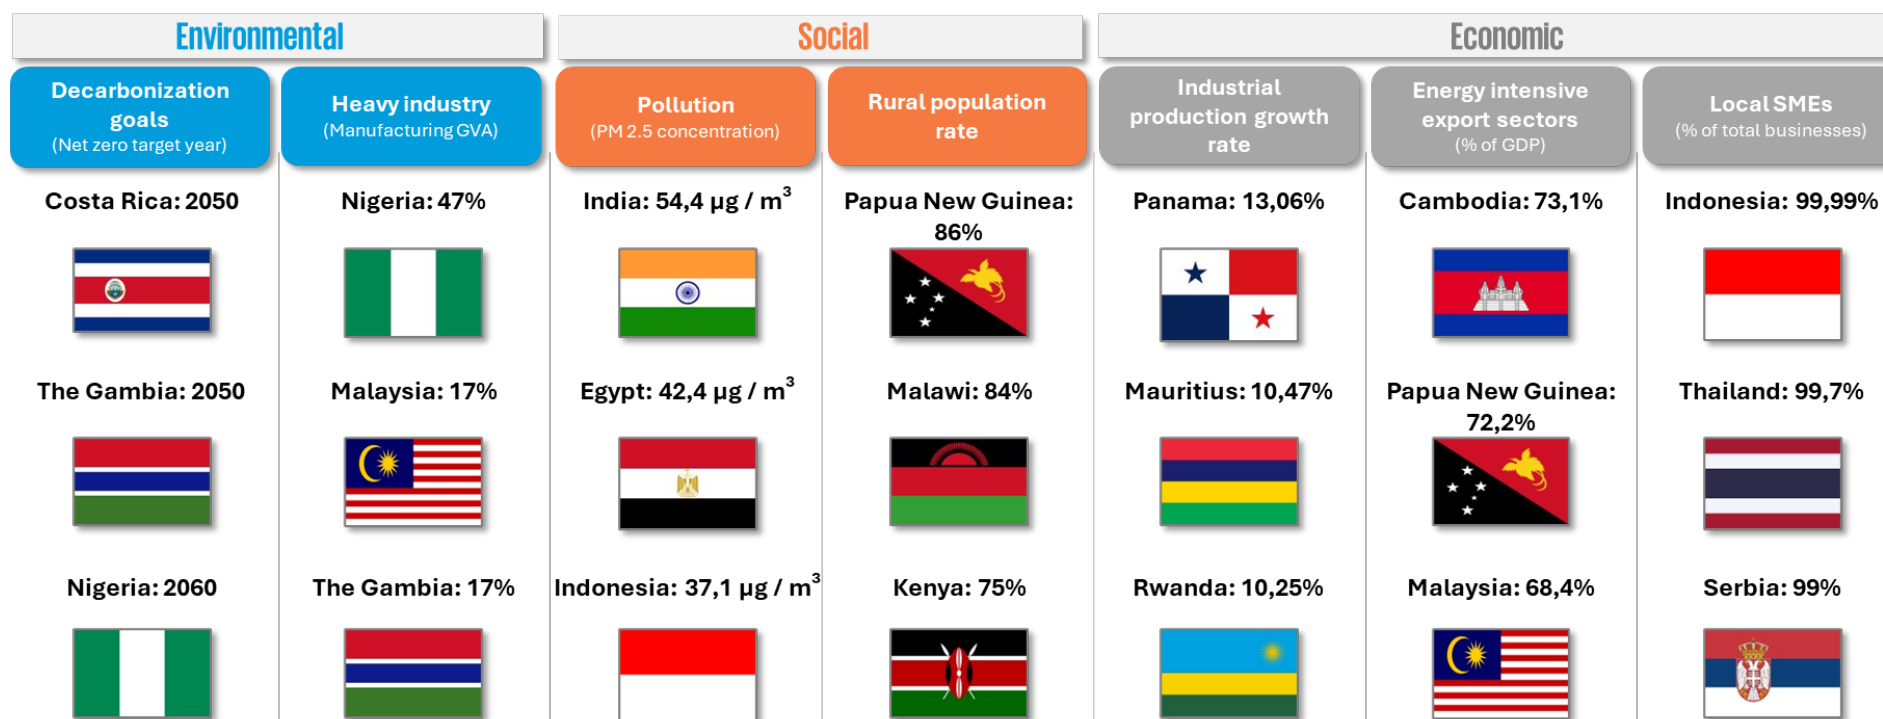 Environmental
Social
Economic
Decarbonization
goals
(Net zero target year)
Heavy industry
(Manufacturing GVA)
Pollution
(PM 2.5 concentration)
Rural population
rate
Industrial
production growth
rate
Energy intensive
export sectors
(% of GDP)
Local SMEs
(% of total businesses)
Costa Rica: 2050
Nigeria: 47%
India: 54,4 µg / m³
Papua New Guinea:
86%
Panama: 13,06%
Cambodia: 73,1%
Indonesia: 99,99%
The Gambia: 2050
Malaysia: 17%
Egypt: 42,4 µg / m³
Malawi: 84%
Mauritius: 10,47%
Papua New Guinea:
72,2%
Thailand: 99,7%
Nigeria: 2060
The Gambia: 17%
Indonesia: 37,1 µg / m³
Kenya: 75%
Rwanda: 10,25%
Malaysia: 68,4%
Serbia: 99%